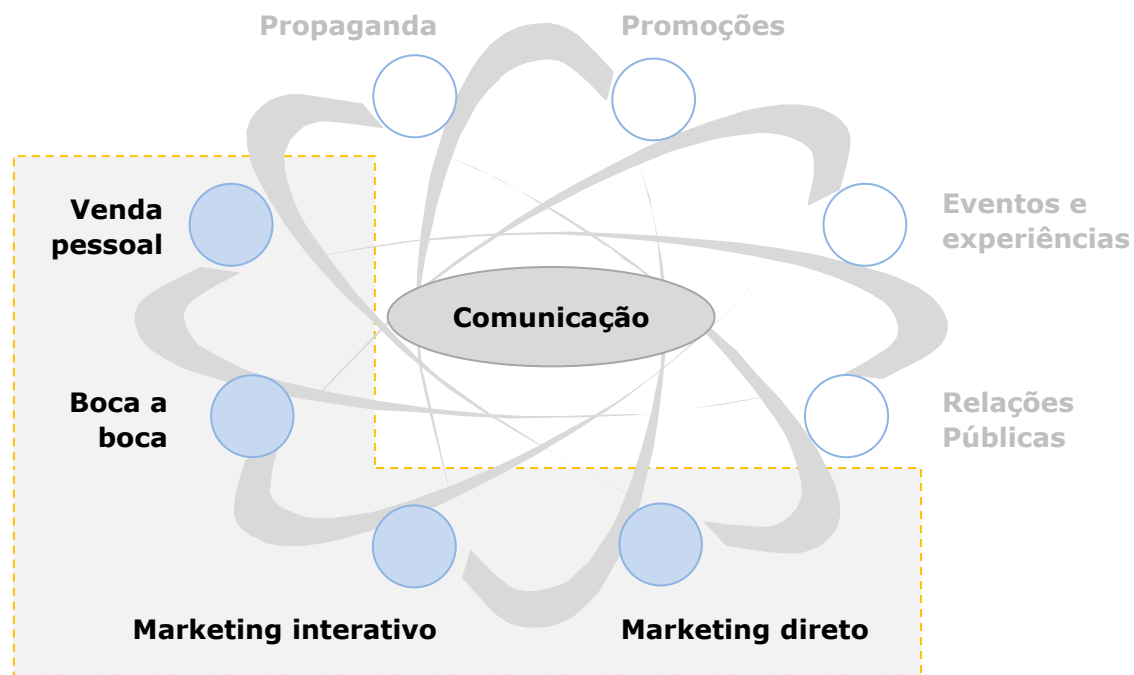 Propaganda
Promoções
Venda
pessoal
Eventos e
experiências
Comunicação
Boca a
boca
Relações
Públicas
Marketing interativo
Marketing direto